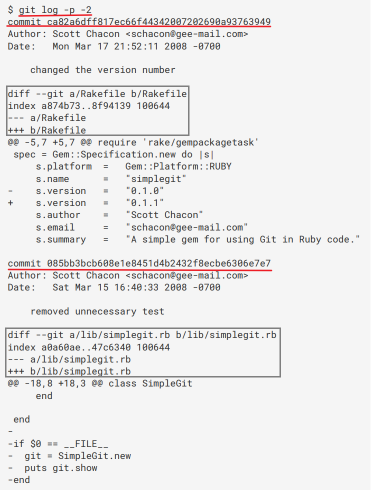 $ git log -p -2
commit ca82a6dff817ec66f44342007202690a93763949
Author: Scott Chacon <schacon@gee-mail.com>
Date:   Mon Mar 17 21:52:11 2008 -0700

    changed the version number

diff --git a/Rakefile b/Rakefile
index a874b73..8f94139 100644
--- a/Rakefile
+++ b/Rakefile
@@ -5,7 +5,7 @@ require 'rake/gempackagetask'
 spec = Gem::Specification.new do |s|
     s.platform  =   Gem::Platform::RUBY
     s.name      =   "simplegit"
-    s.version   =   "0.1.0"
+    s.version   =   "0.1.1"
     s.author    =   "Scott Chacon"
     s.email     =   "schacon@gee-mail.com"
     s.summary   =   "A simple gem for using Git in Ruby code."

commit 085bb3bcb608e1e8451d4b2432f8ecbe6306e7e7
Author: Scott Chacon <schacon@gee-mail.com>
Date:   Sat Mar 15 16:40:33 2008 -0700

    removed unnecessary test

diff --git a/lib/simplegit.rb b/lib/simplegit.rb
index a0a60ae..47c6340 100644
--- a/lib/simplegit.rb
+++ b/lib/simplegit.rb
@@ -18,8 +18,3 @@ class SimpleGit
     end

 end
-
-if $0 == __FILE__
-  git = SimpleGit.new
-  puts git.show
-end